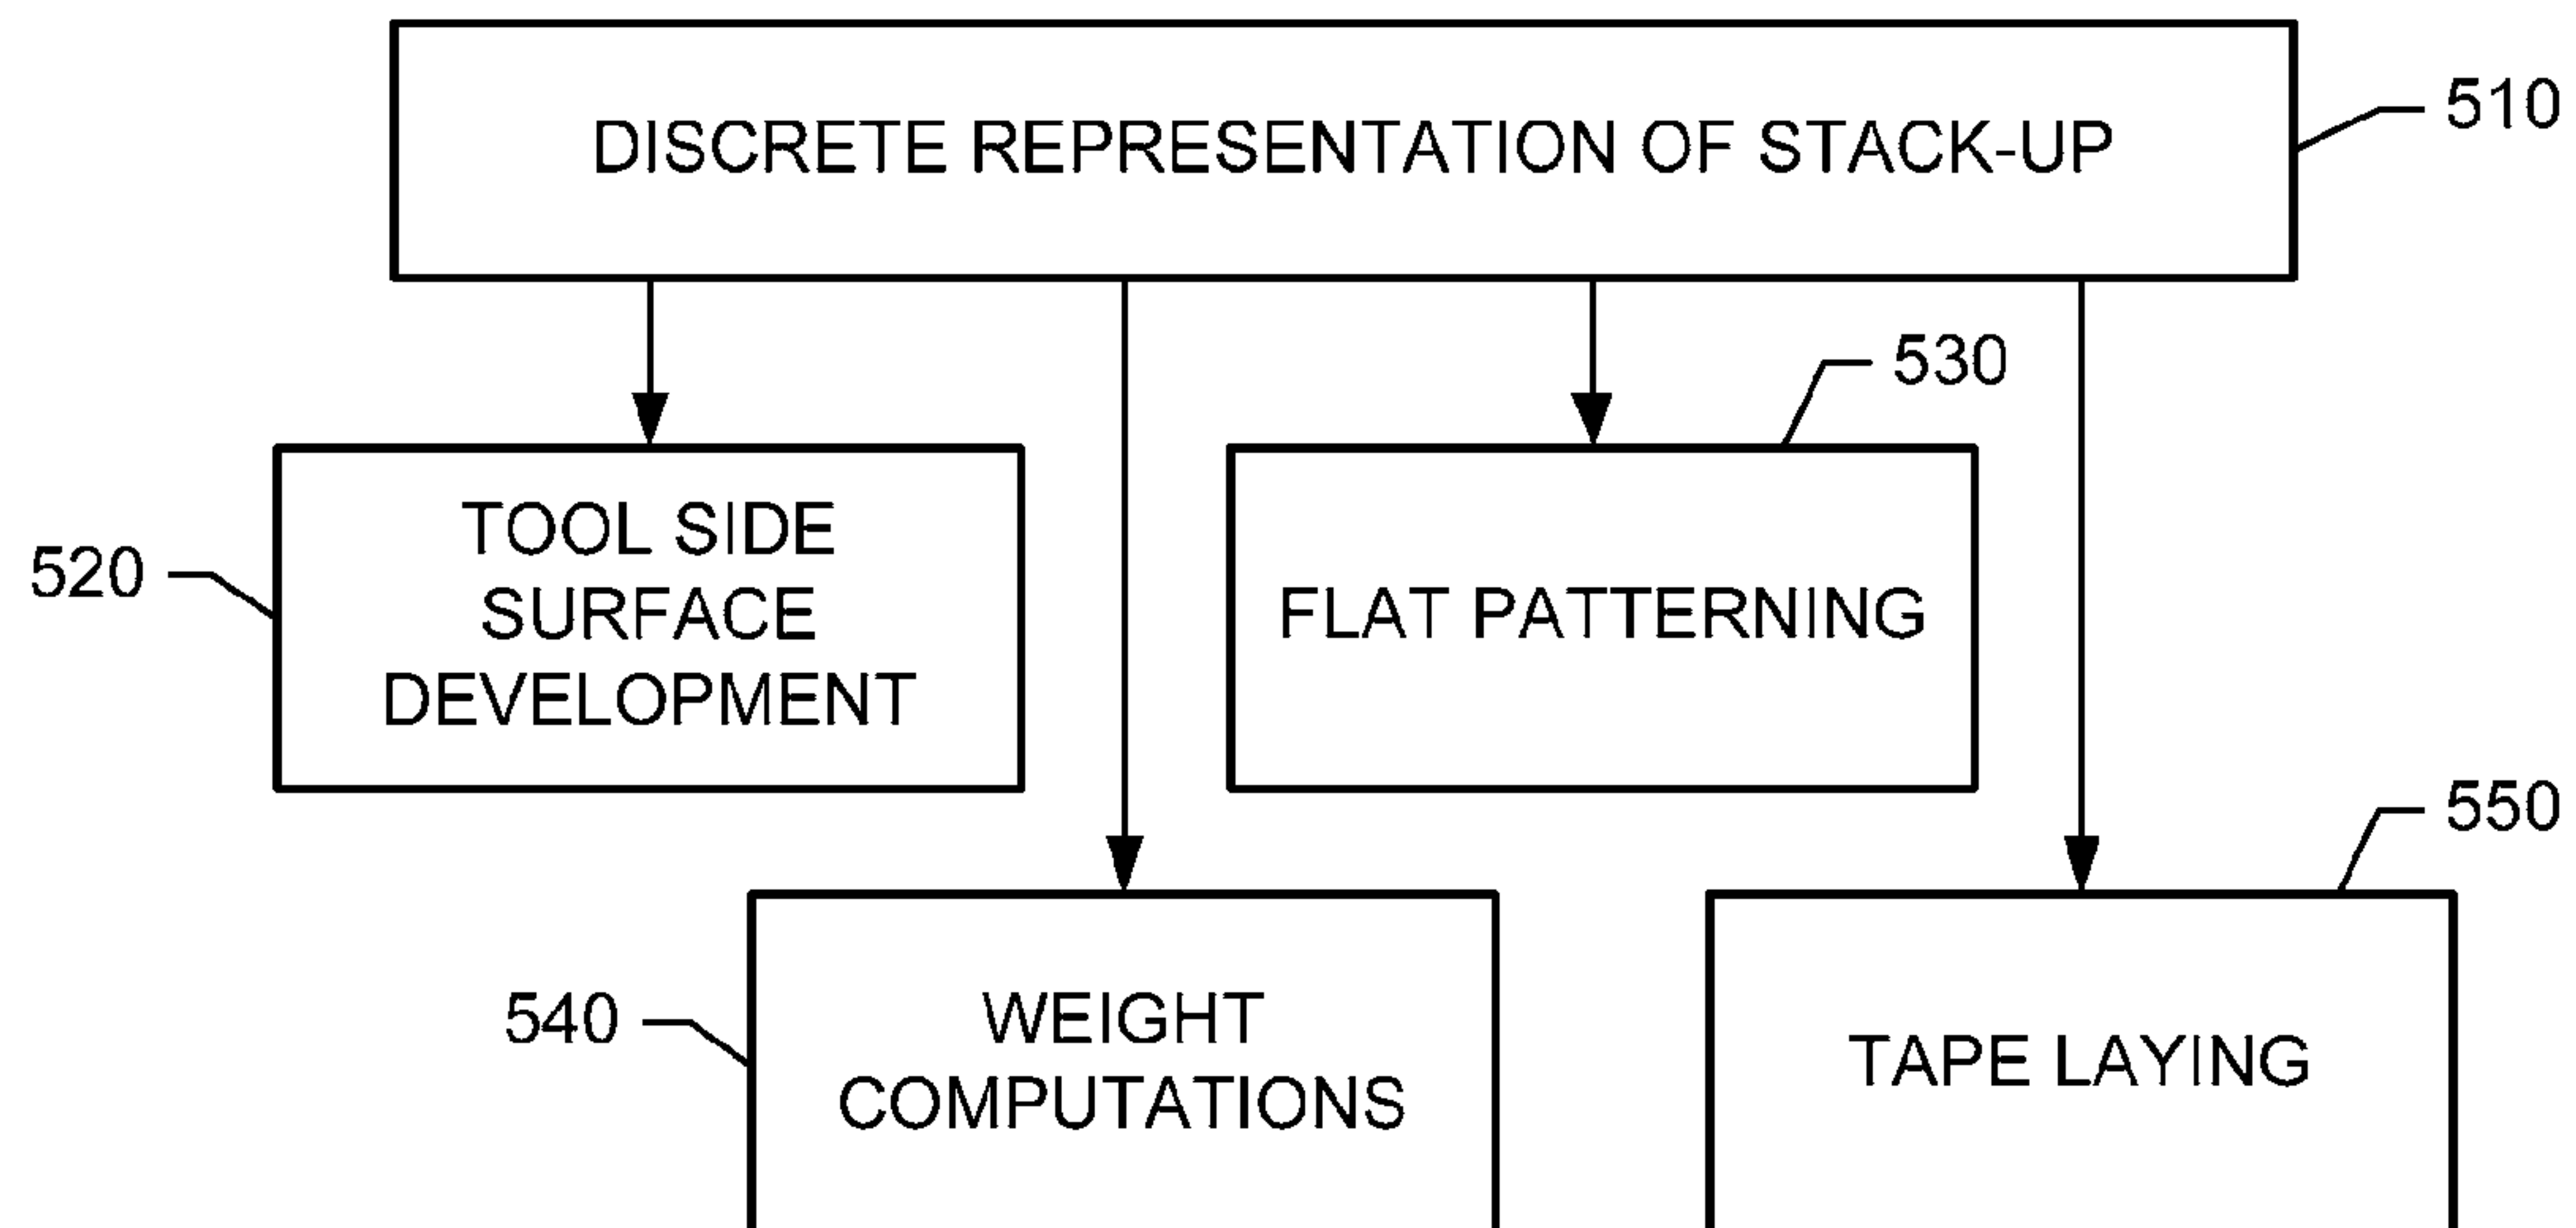 DISCRETE REPRESENTATION OF STACK-UP
510
530
520
TOOL SIDE
SURFACE
DEVELOPMENT
FLAT PATTERNING
550
540
WEIGHT
COMPUTATIONS
TAPE LAYING